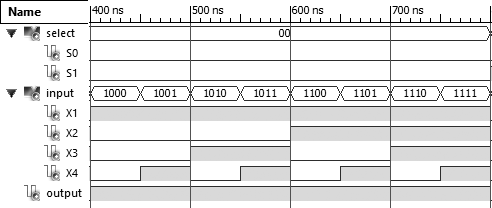 Name 400 ns 500 ns 600 ns 700 ns
select 00
S0
S1
input 1000 1001 1010 1011 1100 1101 1110 1111
X1
X2
X3
X4
output